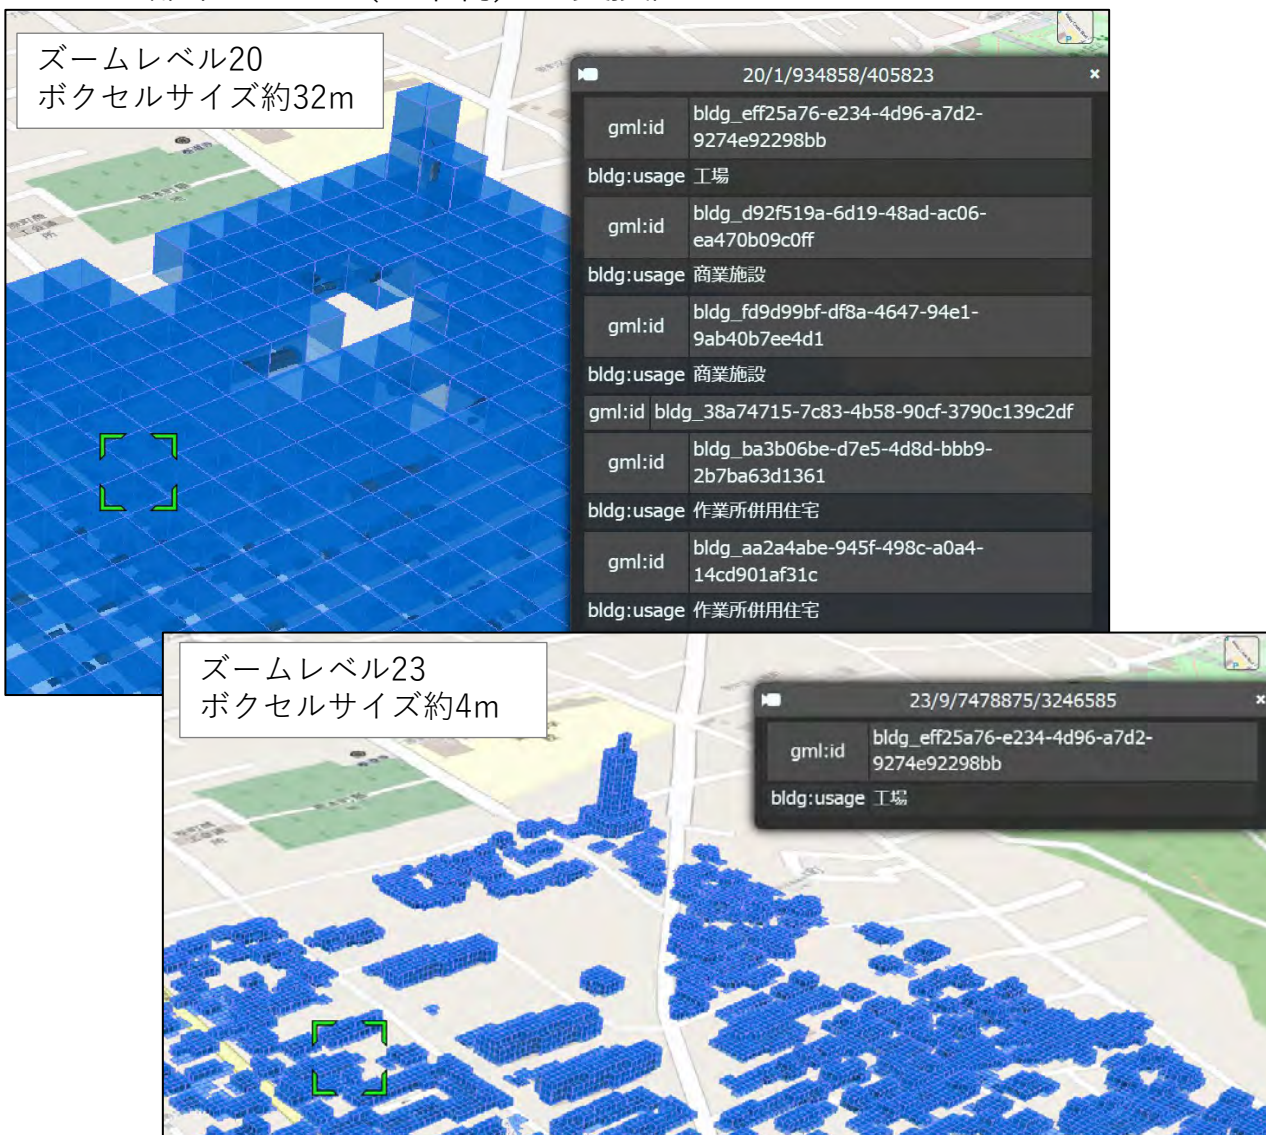 ズームレベル20
ボクセルサイズ約32m
20/1/934858/405823
×
gml:id
bldg_eff25a76-e234-4d96-a7d2-
9274e92298bb
bldg:usage 工場
gml:id
bldg_d92f519a-6d19-48ad-ac06-
ea470b09c0ff
bldg:usage 商業施設
gml:id
bldg_fd9d99bf-df8a-4647-94e1-
9ab40b7ee4d1
bldg:usage 商業施設
gml:id bldg_38a74715-7c83-4b58-90cf-3790c139c2df
gml:id
bldg_ba3b06be-d7e5-4d8d-bbb9-
2b7ba63d1361
bldg:usage 作業所併用住宅
gml:id
bldg_aa2a4abe-945f-498c-a0a4-
14cd901af31c
bldg:usage 作業所併用住宅
ズームレベル23
ボクセルサイズ約4m
23/9/7478875/3246585
×
gml:id
bldg_eff25a76-e234-4d96-a7d2-
9274e92298bb
bldg:usage 工場